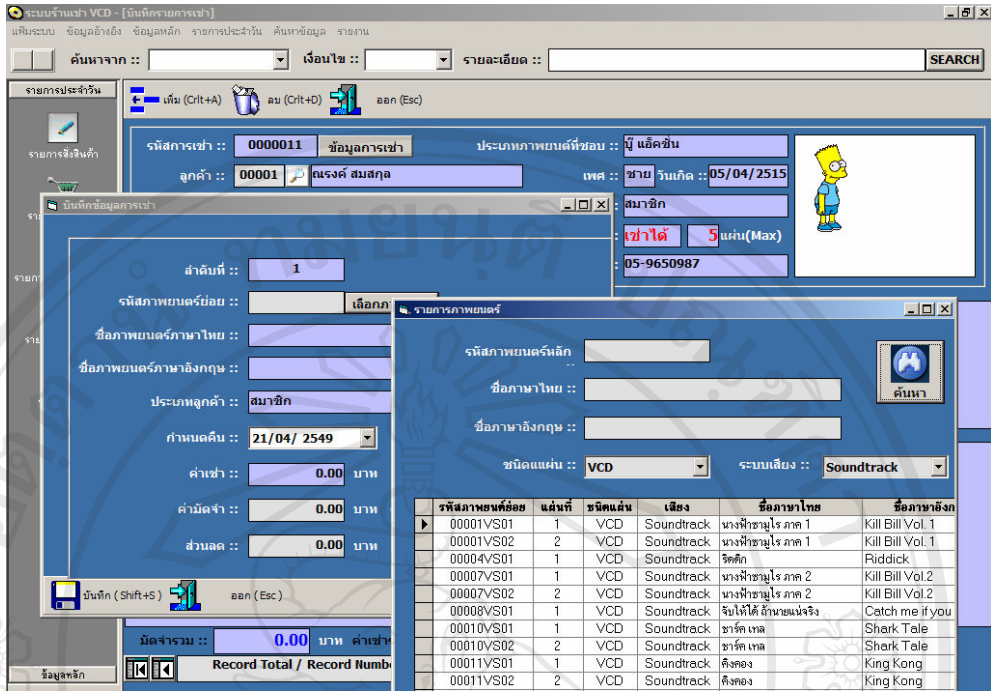 ระบบร้านเช่า VCD - [บันทึกรายการเช่า]
แฟ้มระบบ ข้อมูลอ้างอิง ข้อมูลหลัก รายการประจำวัน ค้นหาข้อมูล รายงาน
ค้นหาจาก :: เงื่อนไข :: รายละเอียด :: SEARCH
รายการประจำวัน
เพิ่ม (Crlt+A) ลบ (Crlt+D) ออก (Esc)
รายการสั่งสินค้า
รหัสการเช่า :: 0000011 ข้อมูลการเช่า ประเภทภาพยนต์ที่ชอบ :: บู๊ แอ็คชั่น
ลูกค้า :: 00001 ณรงค์ สมสกุล เพศ :: ชาย วันเกิด :: 05/04/2515
สมาชิก
เช่าได้ 5 แผ่น(Max)
05-9650987
บันทึกข้อมูลการเช่า
ลำดับที่ :: 1
รหัสภาพยนตร์ย่อย :: เลือกภา
ชื่อภาพยนตร์ภาษาไทย ::
ชื่อภาพยนตร์ภาษาอังกฤษ ::
ประเภทลูกค้า :: สมาชิก
กำหนดคืน :: 21/04/ 2549
ค่าเช่า :: 0.00 บาท
ค่ามัดจำ :: 0.00 บาท
ส่วนลด :: 0.00 บาท
บันทึก ( Shift+S ) ออก ( Esc )
รายการภาพยนตร์
รหัสภาพยนตร์หลัก ::
ชื่อภาษาไทย ::
ค้นหา
ชื่อภาษาอังกฤษ ::
ชนิดแผ่น :: VCD ระบบเสียง :: Soundtrack
รหัสภาพยนต์ย่อย แผ่นที่ ชนิดแผ่น เสียง ชื่อภาษาไทย ชื่อภาษาอังก
00001VS01 1 VCD Soundtrack นางฟ้าซามูไร ภาค 1 Kill Bill Vol. 1
00001VS02 2 VCD Soundtrack นางฟ้าซามูไร ภาค 1 Kill Bill Vol. 1
00004VS01 1 VCD Soundtrack ริดดิก Riddick
00007VS01 1 VCD Soundtrack นางฟ้าซามูไร ภาค 2 Kill Bill Vol.2
00007VS02 2 VCD Soundtrack นางฟ้าซามูไร ภาค 2 Kill Bill Vol.2
00008VS01 1 VCD Soundtrack จับให้ได้ ถ้านายแน่จริง Catch me if you
00010VS01 1 VCD Soundtrack ชาร์ค เทล Shark Tale
00010VS02 2 VCD Soundtrack ชาร์ค เทล Shark Tale
00011VS01 1 VCD Soundtrack คิงคอง King Kong
00011VS02 2 VCD Soundtrack คิงคอง King Kong
มัดจำรวม :: 0.00 บาท ค่าเช่า
Record Total / Record Numbe
ข้อมูลหลัก